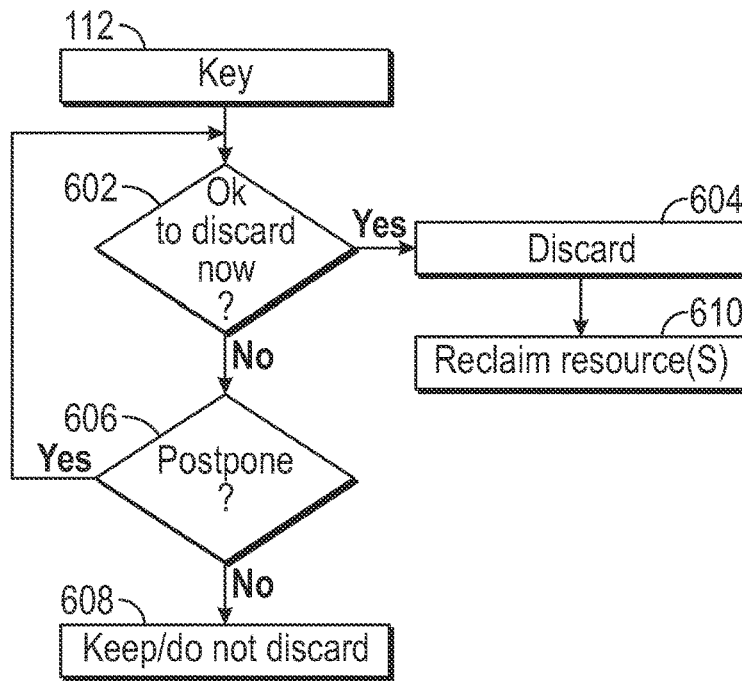 112
Key
602
Ok
to discard
now
?
Yes
604
Discard
610
Reclaim resource(S)
No
606
Yes
Postpone
?
No
608
Keep/do not discard